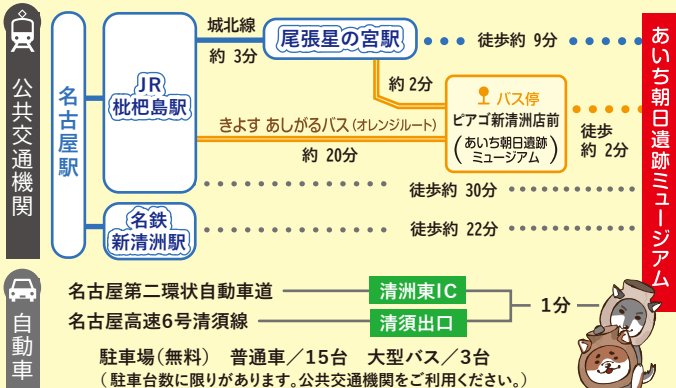 公共交通機関
名古屋駅
JR
枇杷島駅
城北線
約 3分
尾張星の宮駅
徒歩約 9分
約2分
バス停
ピアゴ新清洲店前
(あいち朝日遺跡
ミュージアム)
徒歩
約 2分
きよす あしがるバス(オレンジルート)
約 20分
徒歩約 30分
名鉄
新清洲駅
徒歩約 22分
あいち朝日遺跡ミュージアム
自動車
名古屋第二環状自動車道
清洲東IC
名古屋高速6号清須線
清須出口
1分
駐車場(無料) 普通車/15台 大型バス/3台
(駐車台数に限りがあります。公共交通機関をご利用ください。)